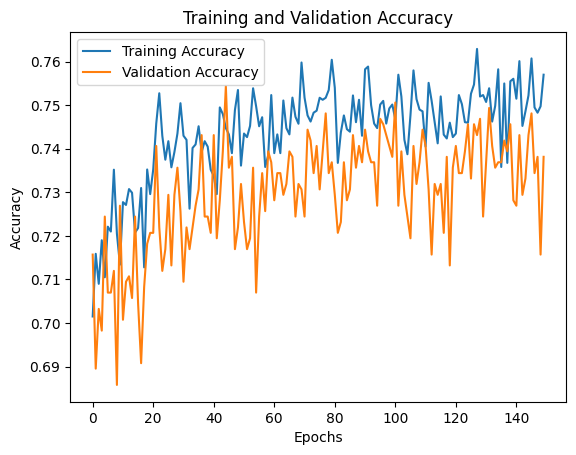 Training and Validation Accuracy
Training Accuracy
Validation Accuracy
0.76
0.75
0.74
0.73
0.72
0.71
0.70
0.69
Accuracy
0 20 40 60 80 100 120 140
Epochs